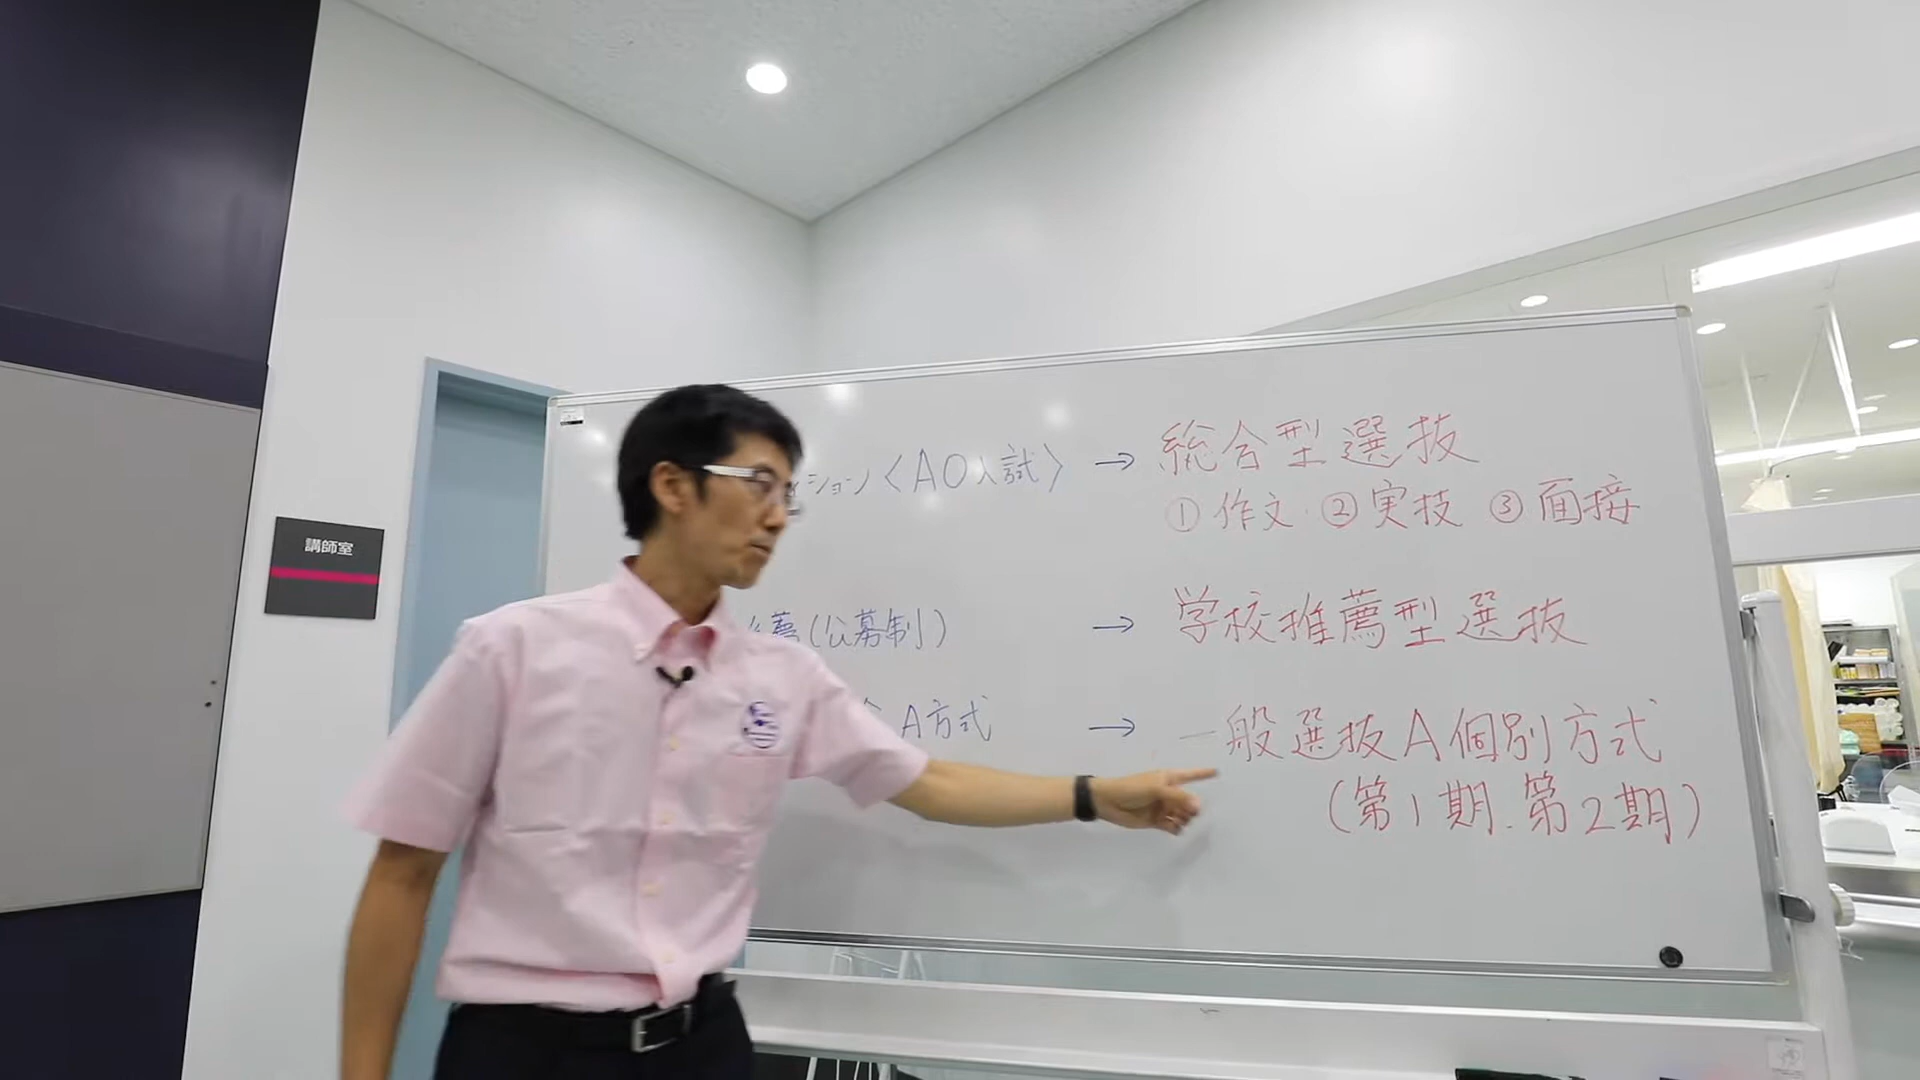 講師室
ション〈AO入試〉 → 総合型選抜
① 作文 ② 実技 ③ 面接
薦(公募制) → 学校推薦型選抜
A方式 → 一般選抜A個別方式
(第1期.第2期)